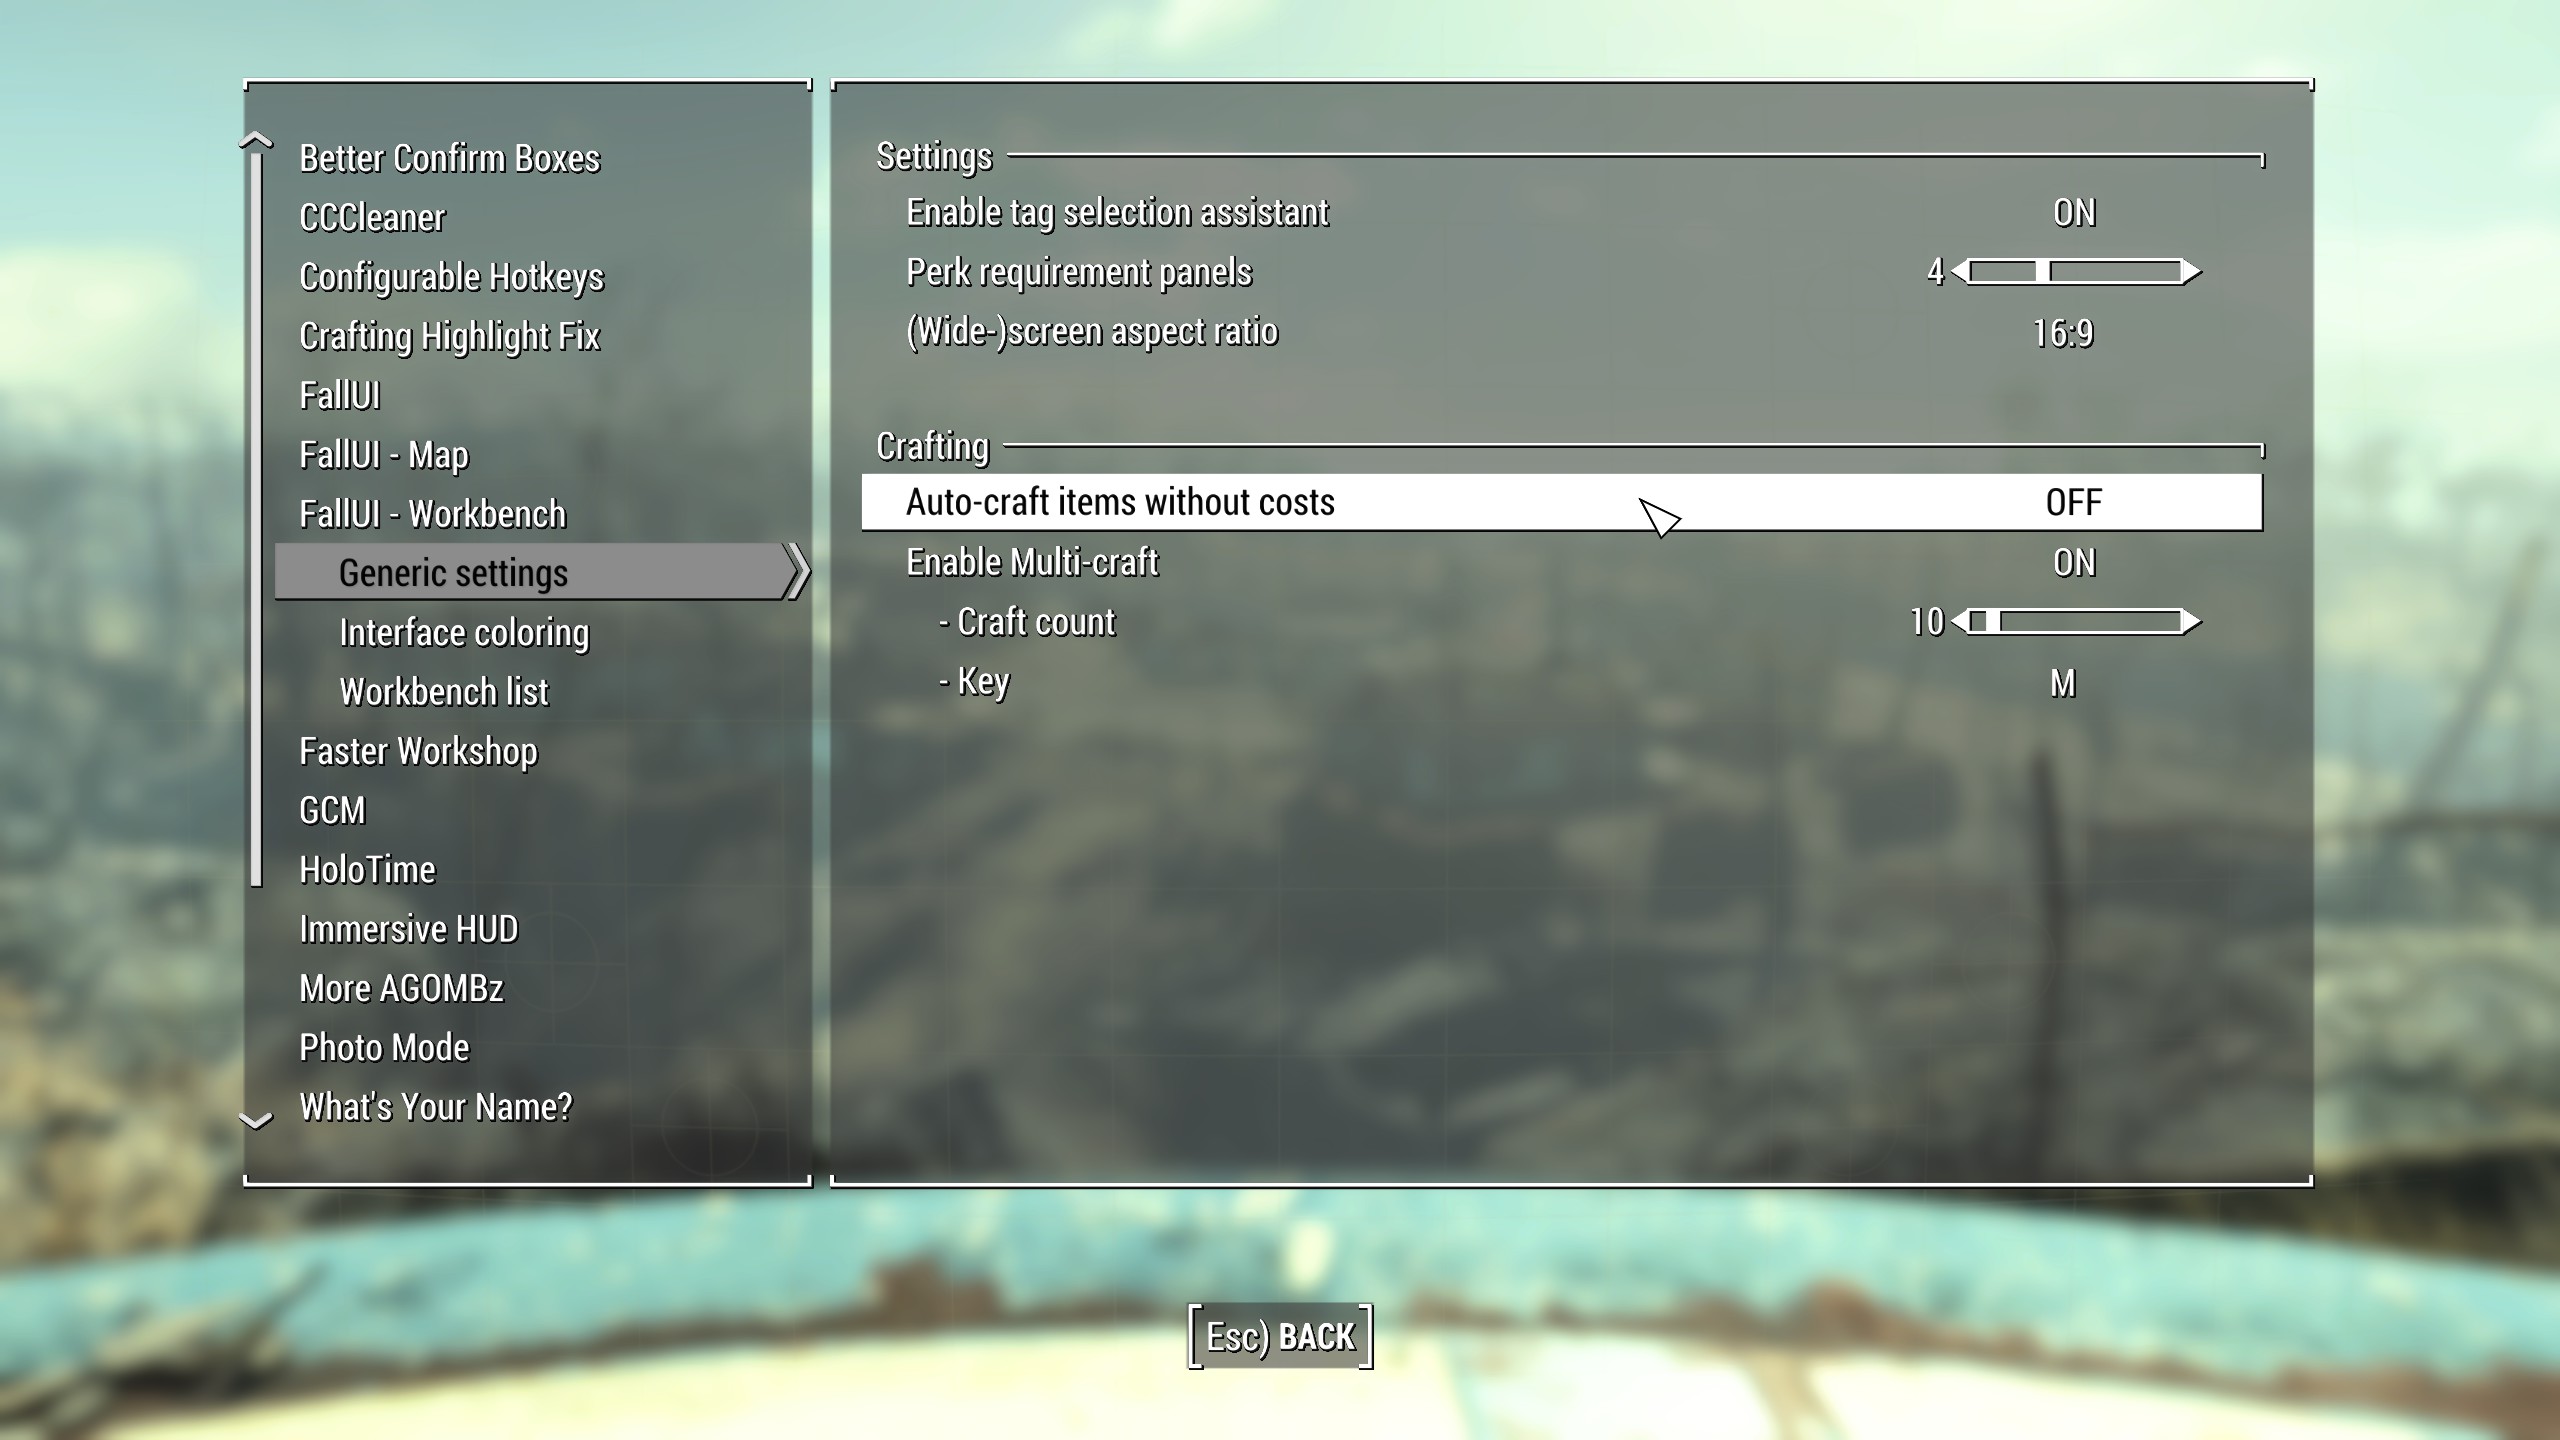 Better Confirm Boxes
CCCleaner
Configurable Hotkeys
Crafting Highlight Fix
FallUI
FallUI - Map
FallUI - Workbench
Generic settings
Interface coloring
Workbench list
Faster Workshop
GCM
HoloTime
Immersive HUD
More AGOMBz
Photo Mode
What's Your Name?
Settings
Enable tag selection assistant ON
Perk requirement panels 4
(Wide-)screen aspect ratio 16:9
Crafting
Auto-craft items without costs OFF
Enable Multi-craft ON
- Craft count 10
- Key M
Esc) BACK